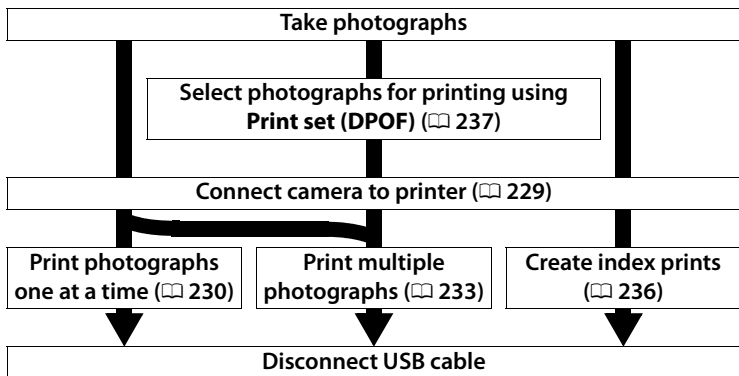 Take photographs
Select photographs for printing using
Print set (DPOF) (📖 237)
Connect camera to printer (📖 229)
Print photographs
one at a time (📖 230)
Print multiple
photographs (📖 233)
Create index prints
(📖 236)
Disconnect USB cable